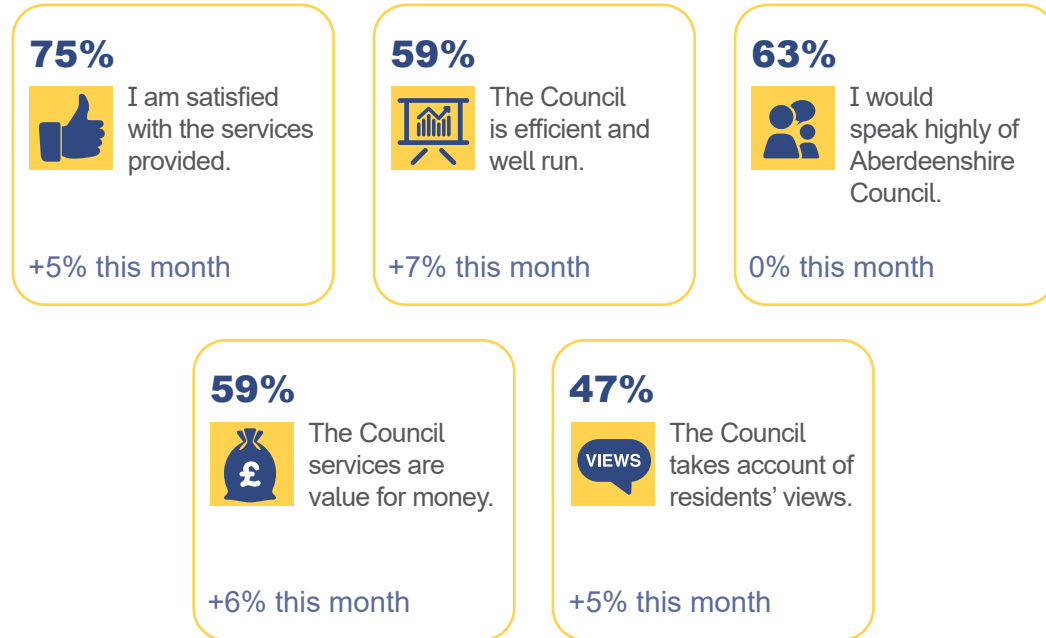 75%
I am satisfied
with the services
provided.
+5% this month
59%
The Council
is efficient and
well run.
+7% this month
63%
I would
speak highly of
Aberdeenshire
Council.
0% this month
59%
£
The Council
services are
value for money.
+6% this month
47%
VIEWS
The Council
takes account of
residents’ views.
+5% this month